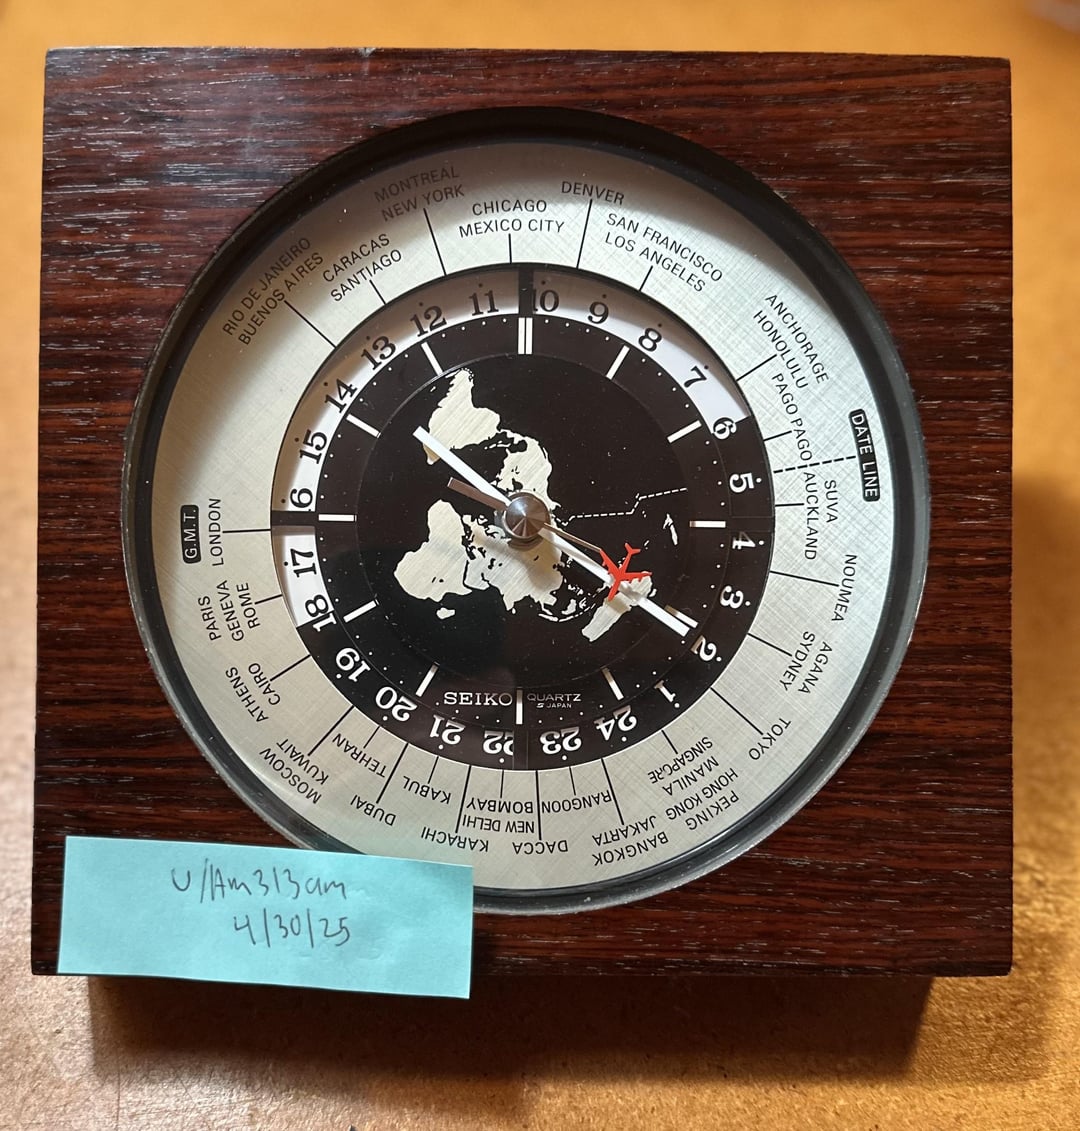 MONTREAL
NEW YORK
CHICAGO
MEXICO CITY
DENVER
SAN FRANCISCO
LOS ANGELES
ANCHORAGE
HONOLULU
PAGO PAGO
DATE LINE
SUVA
AUCKLAND
NOUMEA
AGANA
SYDNEY
TOKYO
SINGAPORE
MANILA
HONG KONG
PEKING
JAKARTA
BANGKOK
RANGOON
DACCA
BOMBAY
NEW DELHI
KARACHI
KABUL
DUBAI
TEHRAN
KUWAIT
MOSCOW
CAIRO
ATHENS
PARIS
GENEVA
ROME
G.M.T.
LONDON
RIO DE JANEIRO
BUENOS AIRES
CARACAS
SANTIAGO
10
9
8
7
6
5
4
3
2
1
24
23
22
21
20
19
18
17
16
15
14
13
12
11
SEIKO QUARTZ
JAPAN
U/Am3l3am
4/30/25